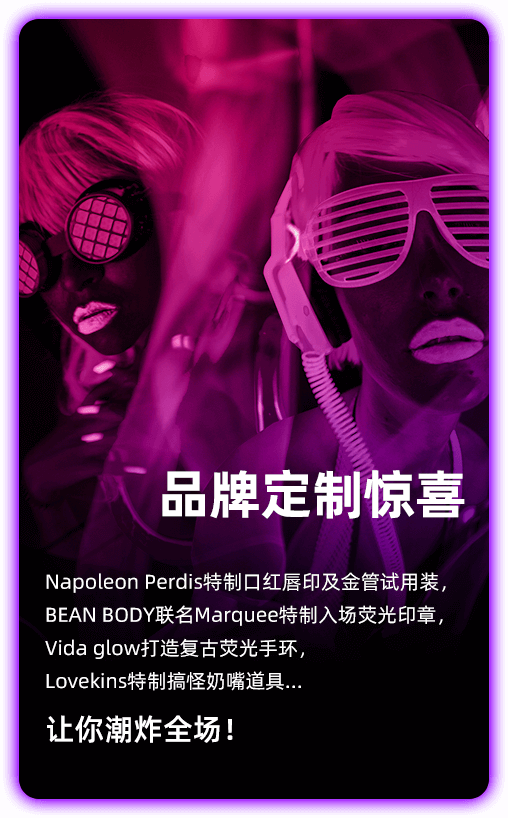 品牌定制惊喜
Napoleon Perdis特制口红唇印及金管试用装，
BEAN BODY联名Marquee特制入场荧光印章，
Vida glow打造复古荧光手环，
Lovekins特制搞怪奶嘴道具...
让你潮炸全场！